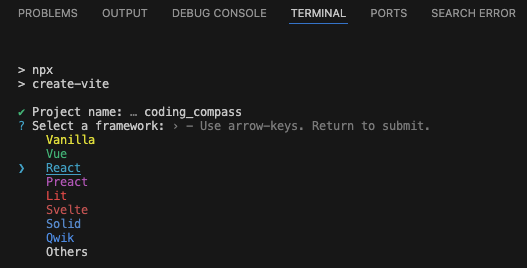 PROBLEMS OUTPUT DEBUG CONSOLE TERMINAL PORTS SEARCH ERROR
> npx
> create-vite
✔ Project name: … coding_compass
? Select a framework: › - Use arrow-keys. Return to submit.
Vanilla
Vue
❯ React
Preact
Lit
Svelte
Solid
Qwik
Others